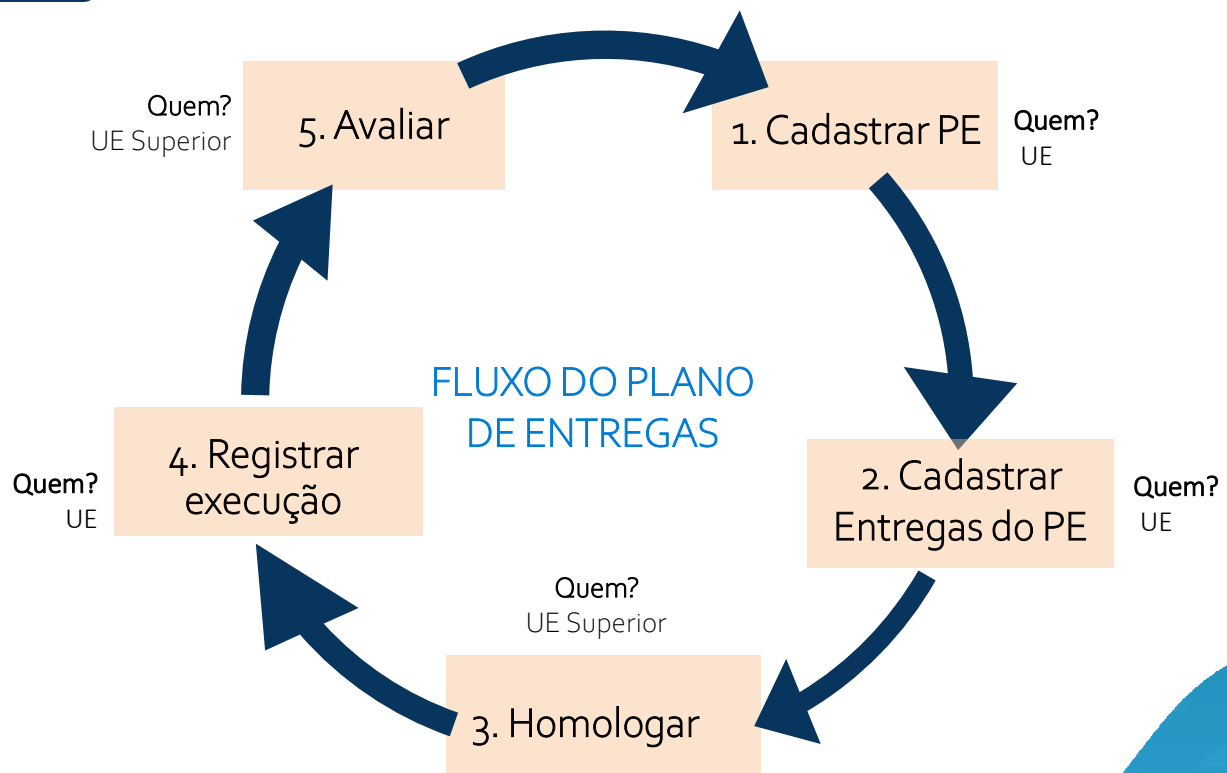 FLUXO DO PLANO
DE ENTREGAS
1. Cadastrar PE
Quem?
UE
2. Cadastrar
Entregas do PE
Quem?
UE
Quem?
UE Superior
3. Homologar
4. Registrar
execução
Quem?
UE
5. Avaliar
Quem?
UE Superior